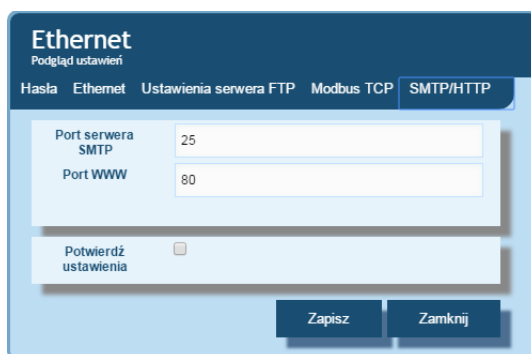 Ethernet
Podgląd ustawień
Hasła Ethernet Ustawienia serwera FTP Modbus TCP SMTP/HTTP
Port serwera
SMTP
25
Port WWW
80
Potwierdź
ustawienia
Zapisz Zamknij